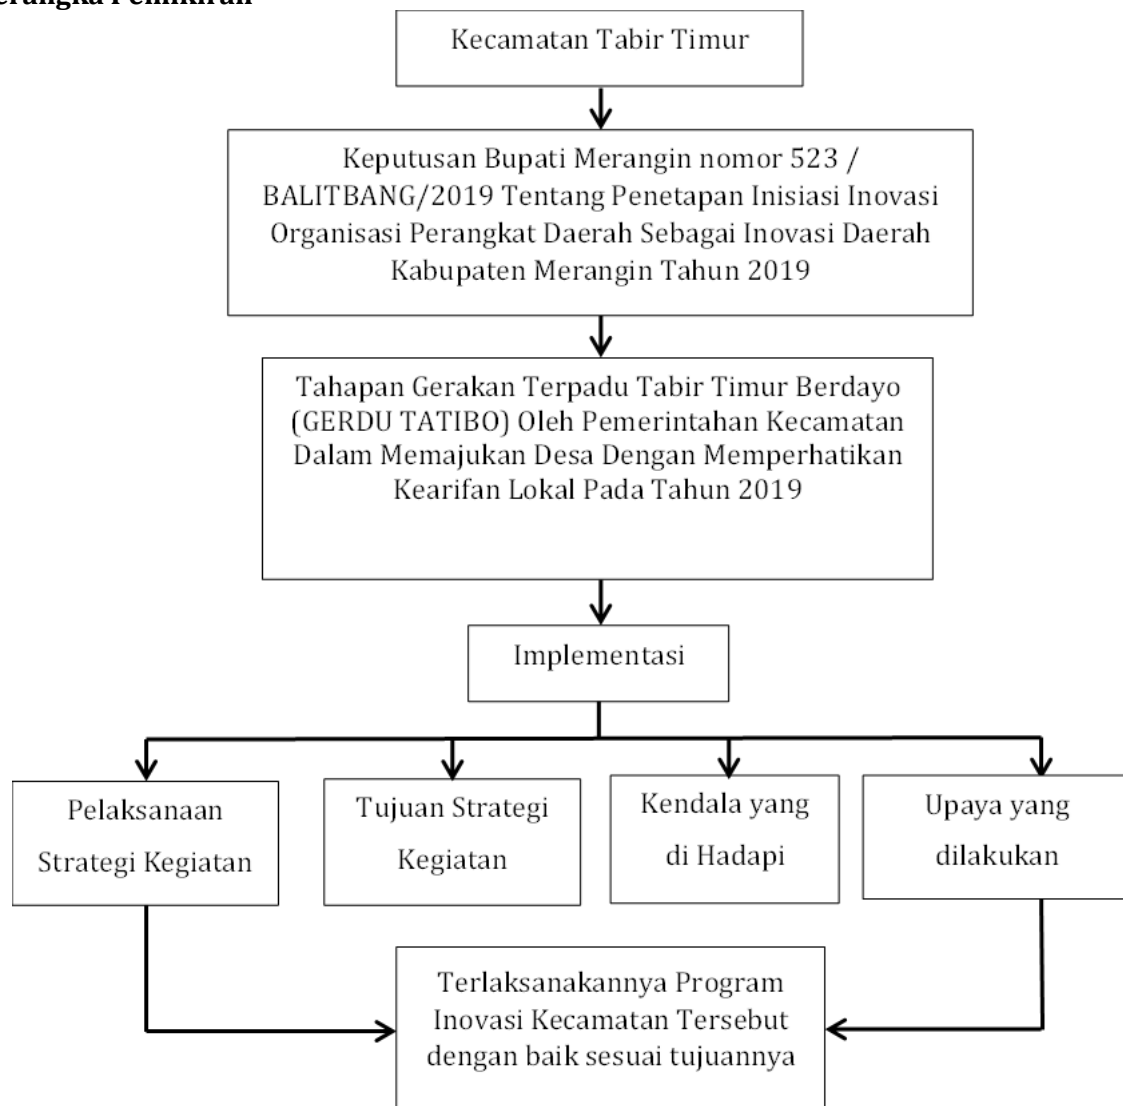 Kerangka Pemikiran
Kecamatan Tabir Timur
Keputusan Bupati Merangin nomor 523 /
BALITBANG/2019 Tentang Penetapan Inisiasi Inovasi
Organisasi Perangkat Daerah Sebagai Inovasi Daerah
Kabupaten Merangin Tahun 2019
Tahapan Gerakan Terpadu Tabir Timur Berdayo
(GERDU TATIBO) Oleh Pemerintahan Kecamatan
Dalam Memajukan Desa Dengan Memperhatikan
Kearifan Lokal Pada Tahun 2019
Implementasi
Pelaksanaan
Strategi Kegiatan
Tujuan Strategi
Kegiatan
Kendala yang
di Hadapi
Upaya yang
dilakukan
Terlaksanakannya Program
Inovasi Kecamatan Tersebut
dengan baik sesuai tujuannya